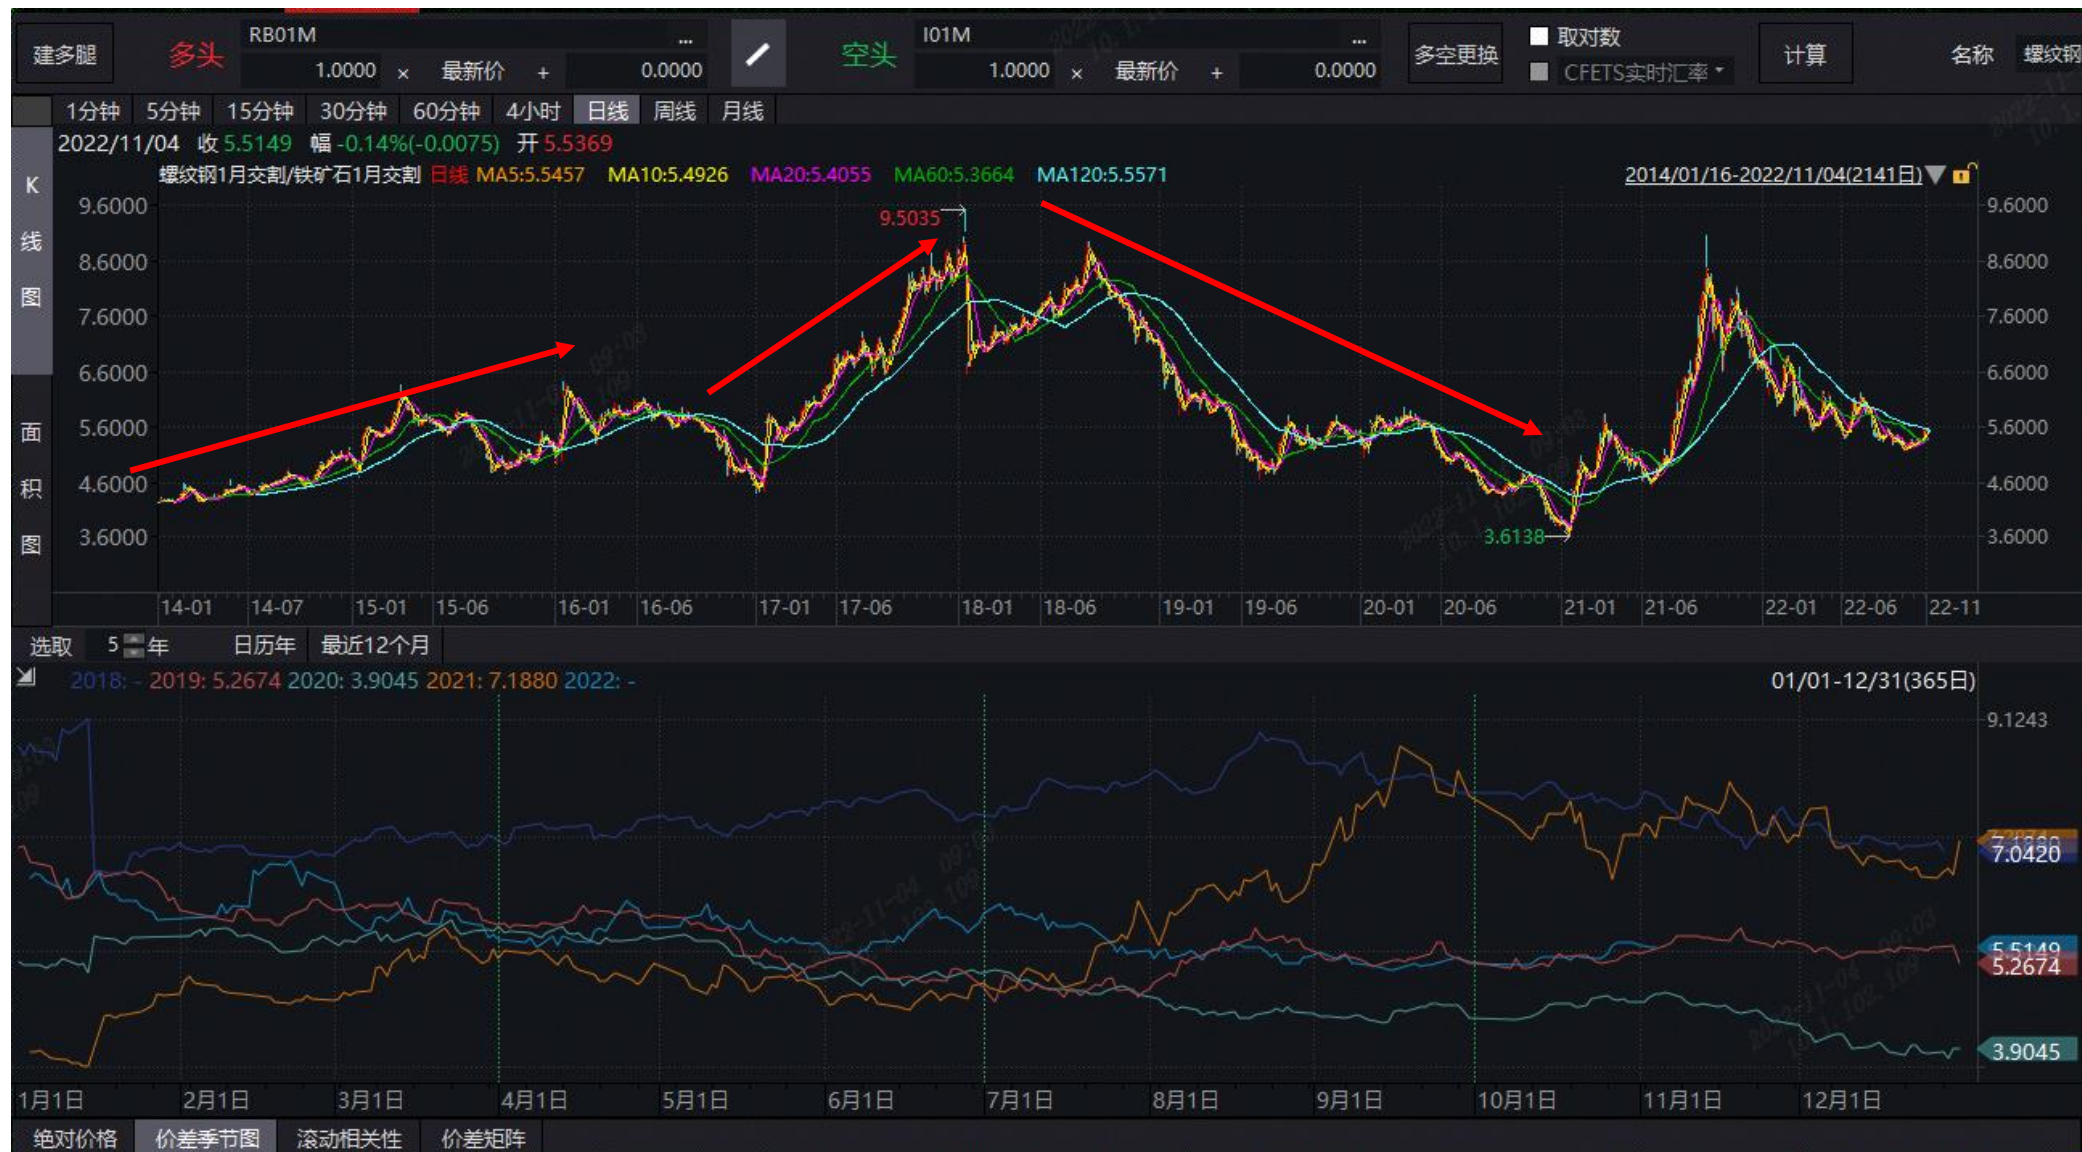 建多腿 多头 RB01M ... 空头 I01M ... 多空更换 取对数 计算 名称 螺纹钢
1.0000 × 最新价 + 0.0000 1.0000 × 最新价 + 0.0000 CFETS实时汇率
1分钟 5分钟 15分钟 30分钟 60分钟 4小时 日线 周线 月线
2022/11/04 收 5.5149 幅 -0.14%(-0.0075) 开 5.5369
螺纹钢1月交割/铁矿石1月交割 日线 MA5:5.5457 MA10:5.4926 MA20:5.4055 MA60:5.3664 MA120:5.5571 2014/01/16-2022/11/04(2141日)
K线图
面积图
9.6000 9.5035 9.6000
8.6000 8.6000
7.6000 7.6000
6.6000 6.6000
5.6000 5.6000
4.6000 4.6000
3.6000 3.6138 3.6000
14-01 14-07 15-01 15-06 16-01 16-06 17-01 17-06 18-01 18-06 19-01 19-06 20-01 20-06 21-01 21-06 22-01 22-06 22-11
选取 5 年 日历年 最近12个月
2018: - 2019: 5.2674 2020: 3.9045 2021: 7.1880 2022: - 01/01-12/31(365日)
9.1243
7.0420
5.5149
5.2674
3.9045
1月1日 2月1日 3月1日 4月1日 5月1日 6月1日 7月1日 8月1日 9月1日 10月1日 11月1日 12月1日
绝对价格 价差季节图 滚动相关性 价差矩阵